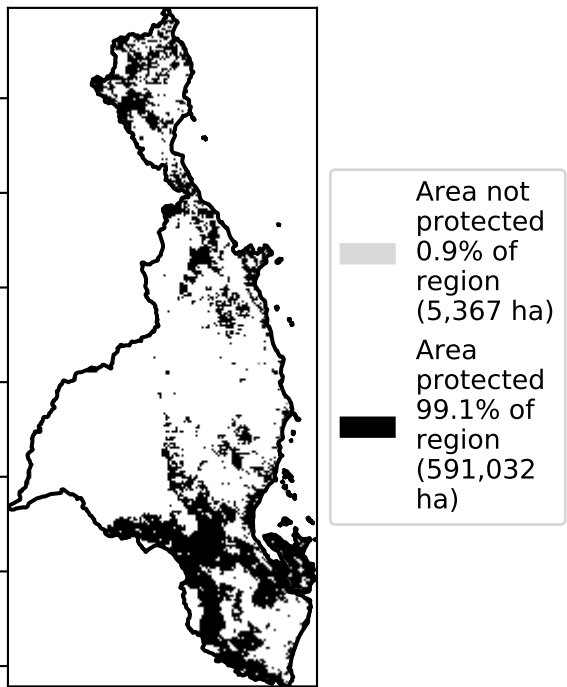 Area not
protected
0.9% of
region
(5,367 ha)
Area
protected
99.1% of
region
(591,032
ha)